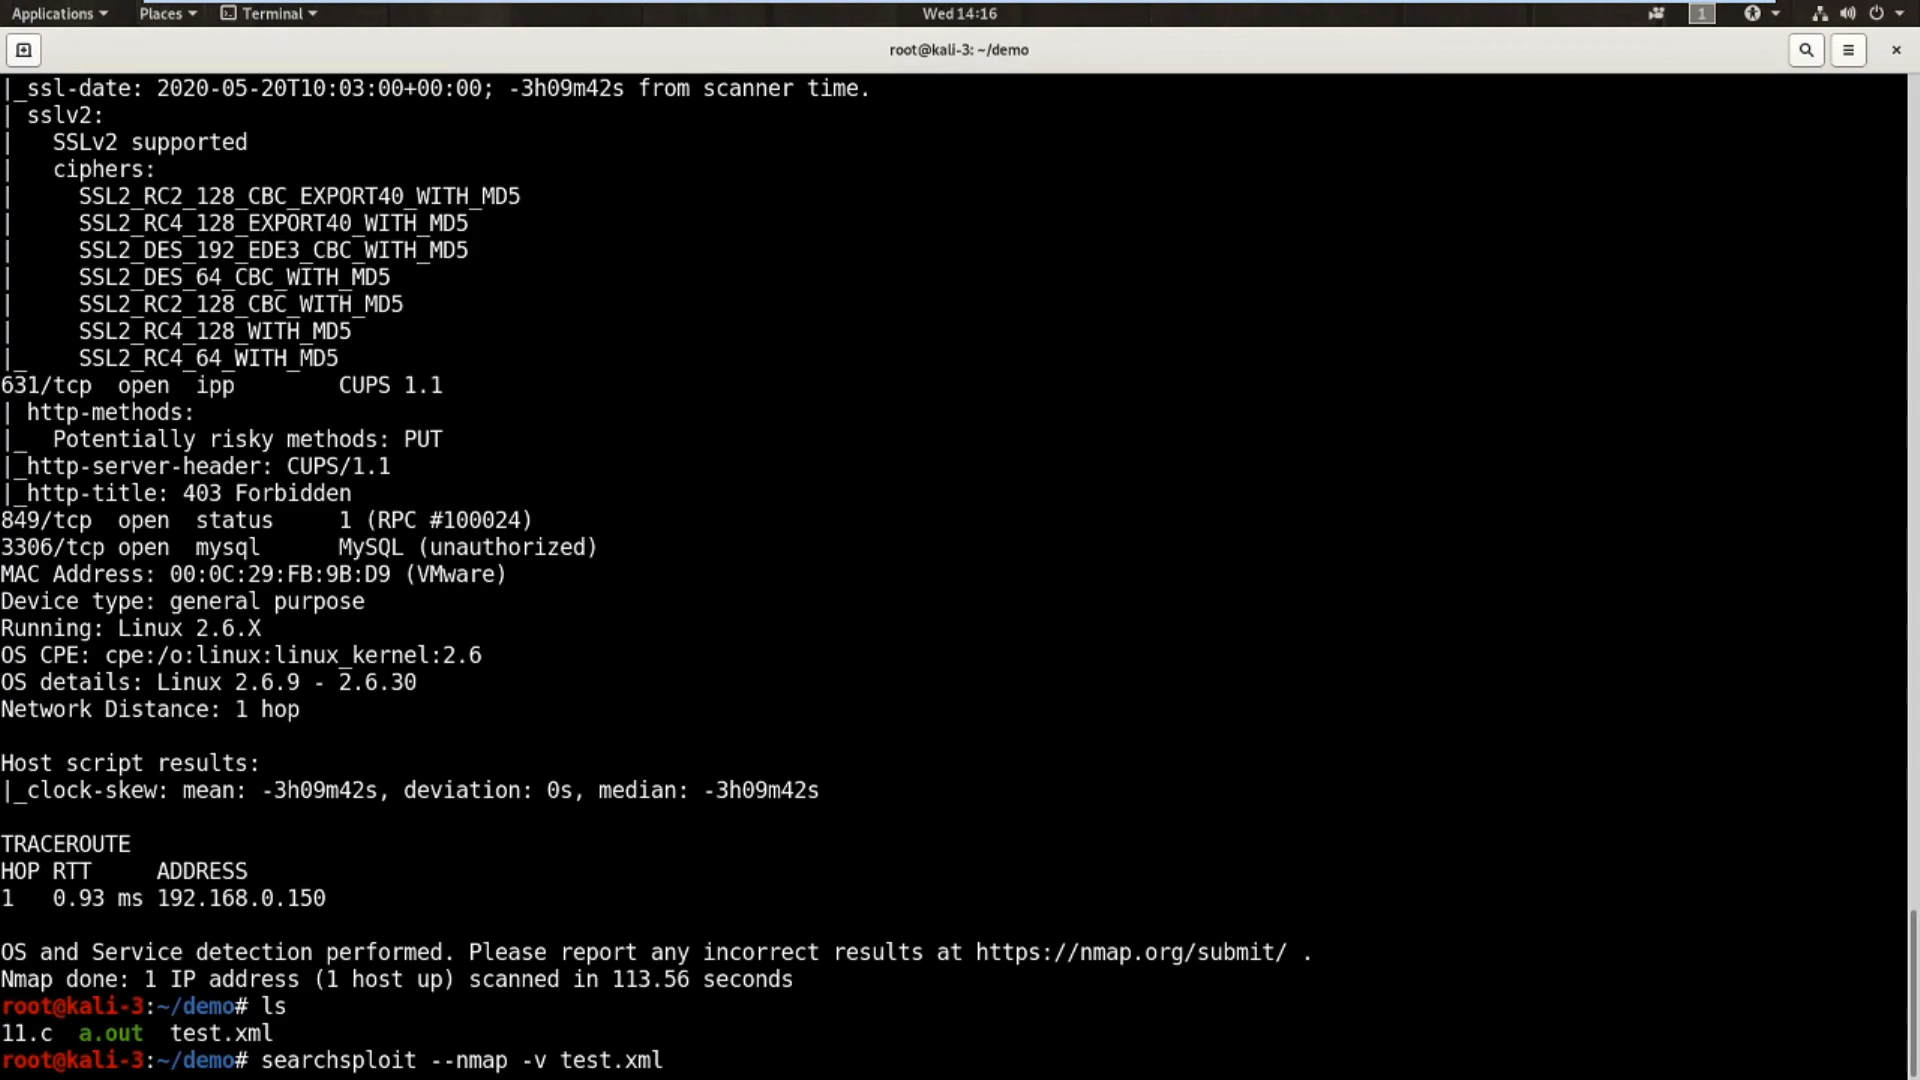 Applications Places Terminal Wed 14:16 1
root@kali-3: ~/demo
|_ssl-date: 2020-05-20T10:03:00+00:00; -3h09m42s from scanner time.
| sslv2:
|   SSLv2 supported
|   ciphers:
|     SSL2_RC2_128_CBC_EXPORT40_WITH_MD5
|     SSL2_RC4_128_EXPORT40_WITH_MD5
|     SSL2_DES_192_EDE3_CBC_WITH_MD5
|     SSL2_DES_64_CBC_WITH_MD5
|     SSL2_RC2_128_CBC_WITH_MD5
|     SSL2_RC4_128_WITH_MD5
|_    SSL2_RC4_64_WITH_MD5
631/tcp  open  ipp        CUPS 1.1
| http-methods:
|_  Potentially risky methods: PUT
|_http-server-header: CUPS/1.1
|_http-title: 403 Forbidden
849/tcp  open  status     1 (RPC #100024)
3306/tcp open  mysql      MySQL (unauthorized)
MAC Address: 00:0C:29:FB:9B:D9 (VMware)
Device type: general purpose
Running: Linux 2.6.X
OS CPE: cpe:/o:linux:linux_kernel:2.6
OS details: Linux 2.6.9 - 2.6.30
Network Distance: 1 hop
Host script results:
|_clock-skew: mean: -3h09m42s, deviation: 0s, median: -3h09m42s
TRACEROUTE
HOP RTT     ADDRESS
1   0.93 ms 192.168.0.150
OS and Service detection performed. Please report any incorrect results at https://nmap.org/submit/ .
Nmap done: 1 IP address (1 host up) scanned in 113.56 seconds
root@kali-3:~/demo# ls
11.c  a.out  test.xml
root@kali-3:~/demo# searchsploit --nmap -v test.xml